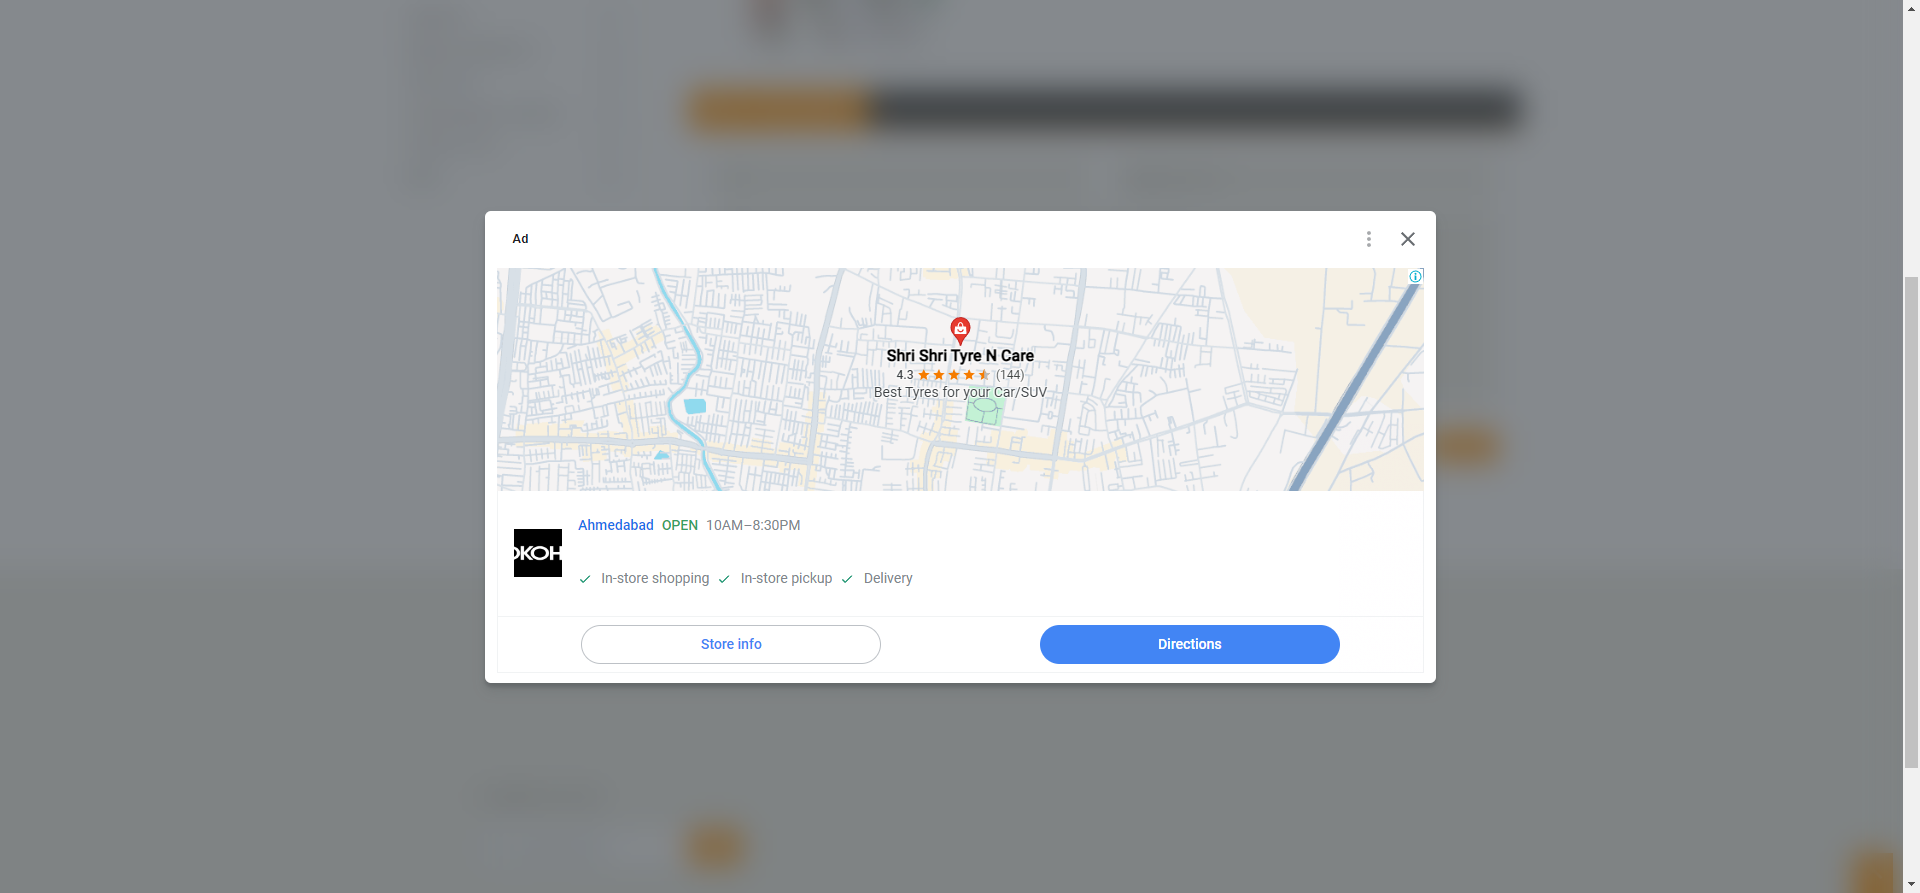 Ad
Shri Shri Tyre N Care
4.3 (144)
Best Tyres for your Car/SUV
OKOH
Ahmedabad OPEN 10AM–8:30PM
In-store shopping In-store pickup Delivery
Store info Directions